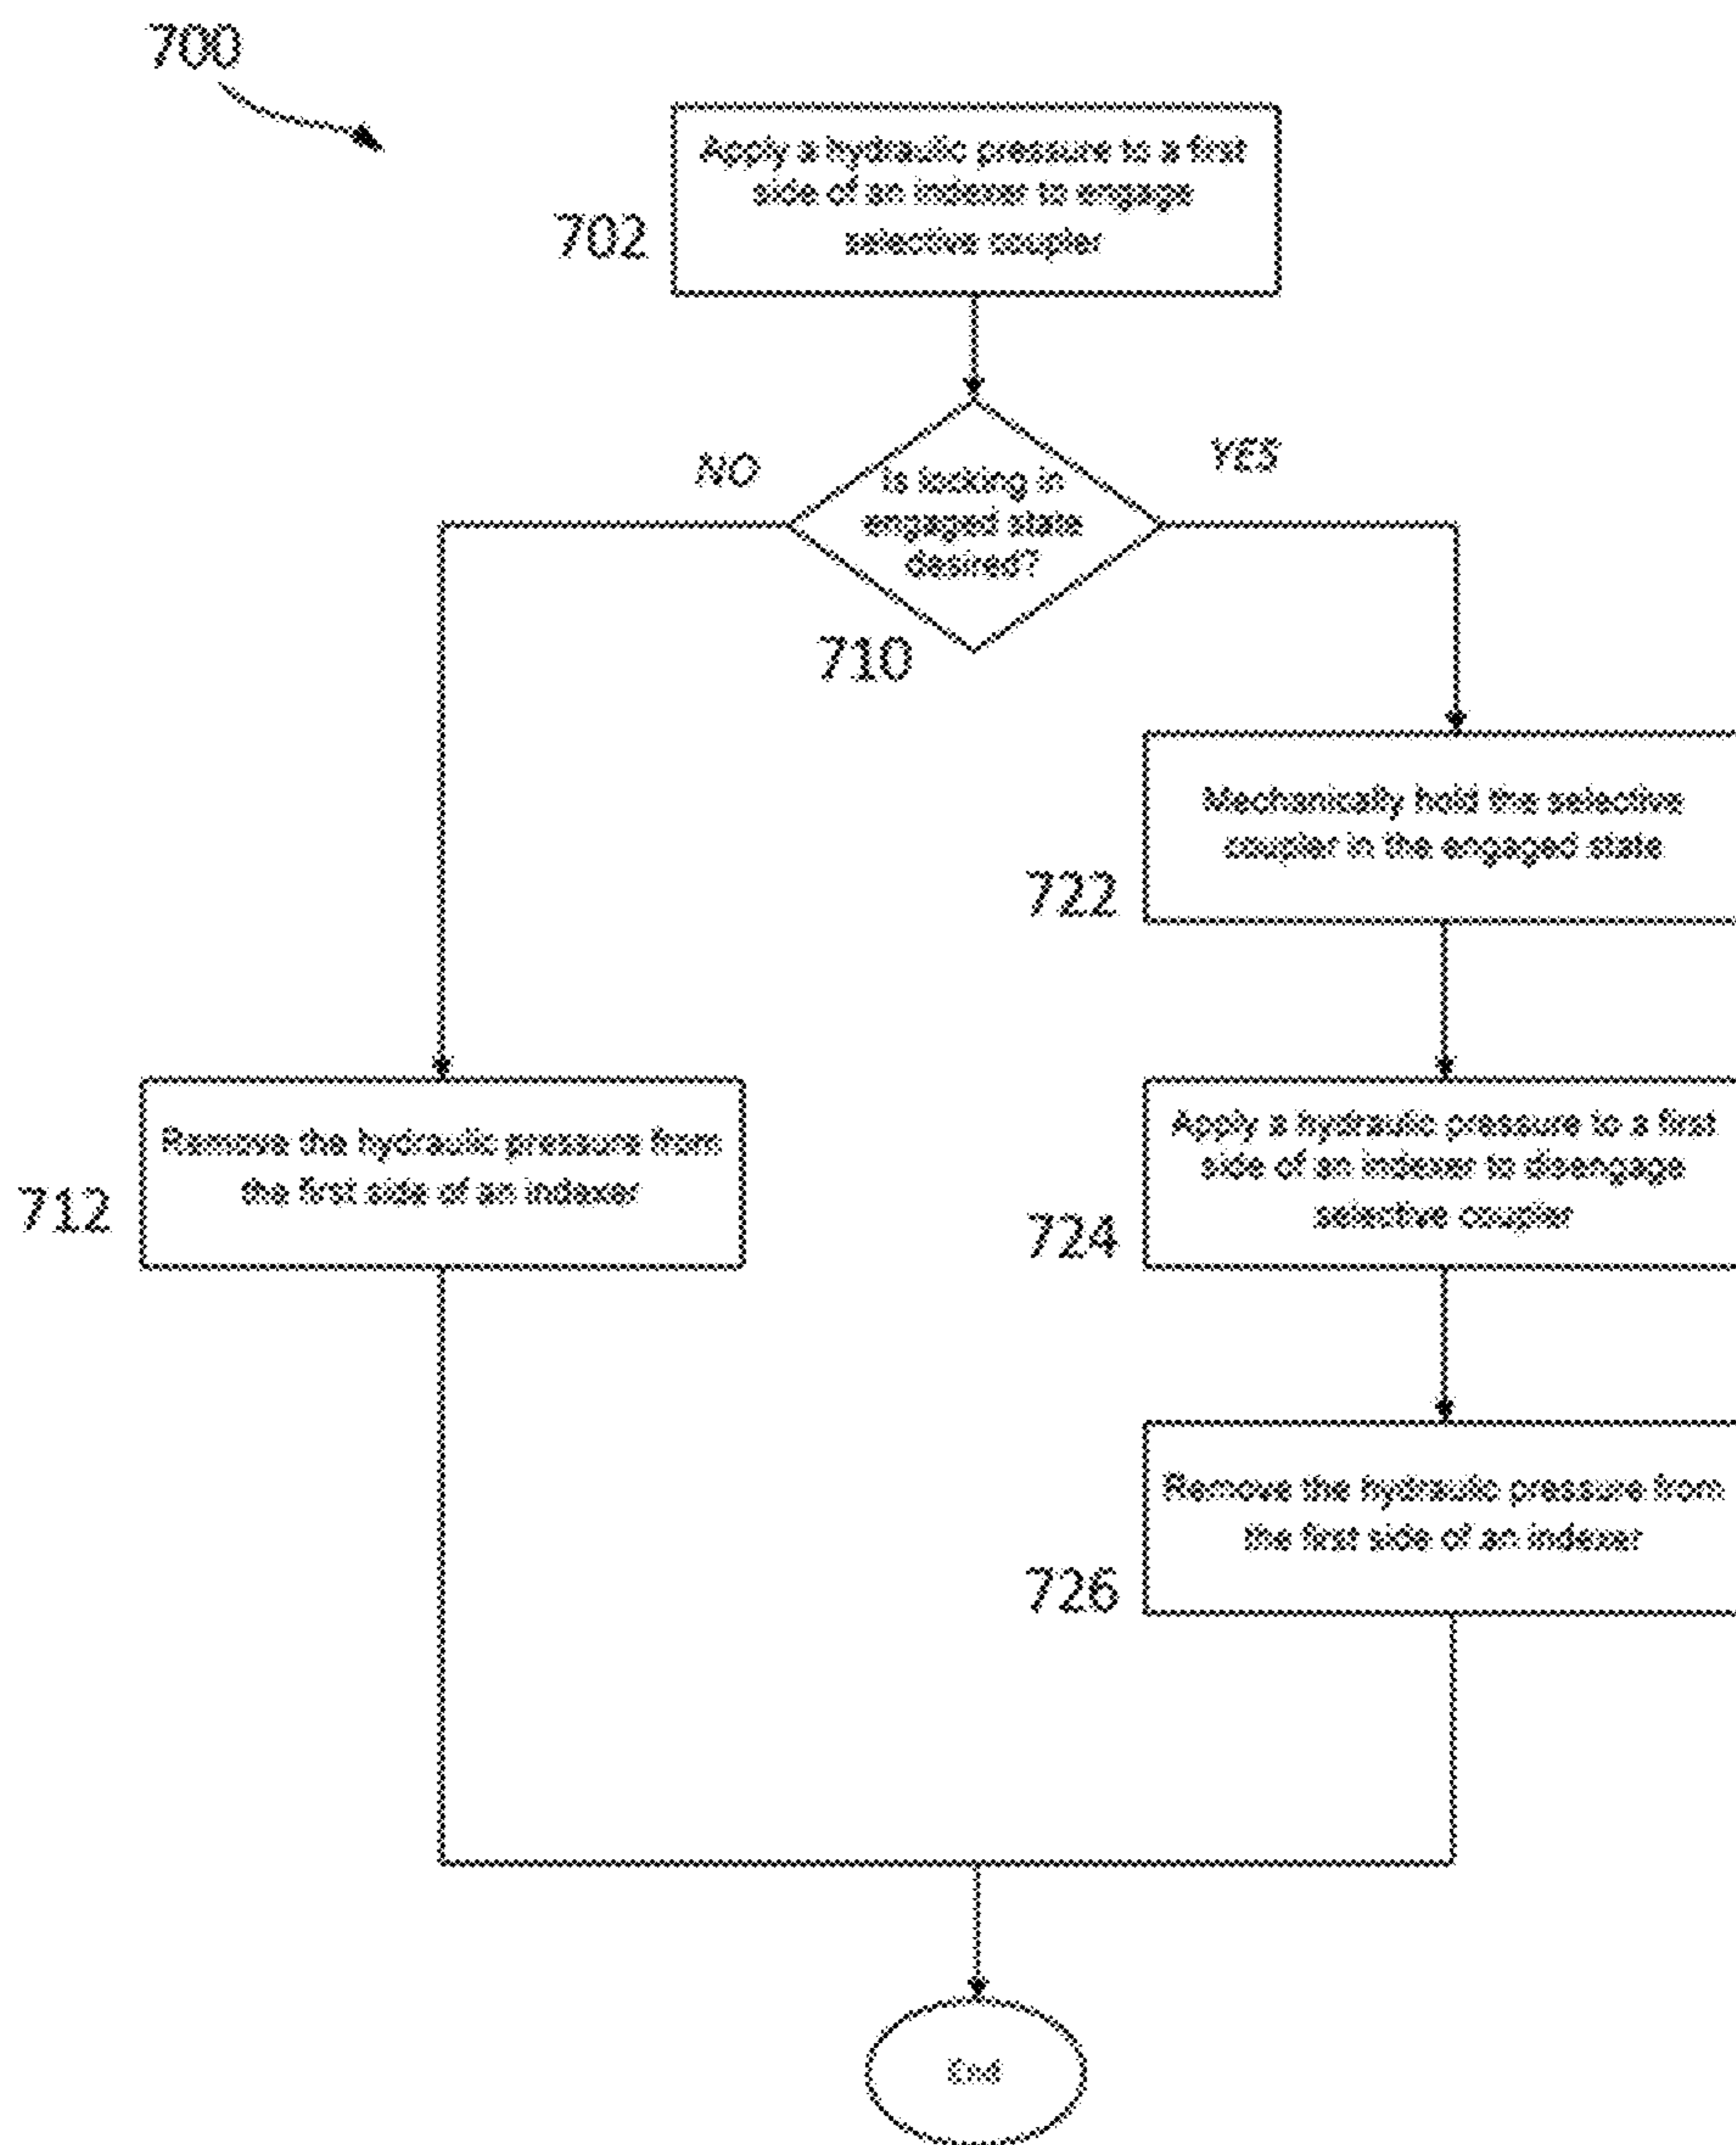 700
Apply a hydraulic pressure to a first
side of an indexer to engage
selective coupler
702
NO
YES
Is locking in
engaged state
desired?
710
Mechanically hold the selective
coupler in the engaged state
722
Remove the hydraulic pressure from
the first side of an indexer
712
Apply a hydraulic pressure to a first
side of an indexer to disengage
selective coupler
724
Remove the hydraulic pressure from
the first side of an indexer
726
End